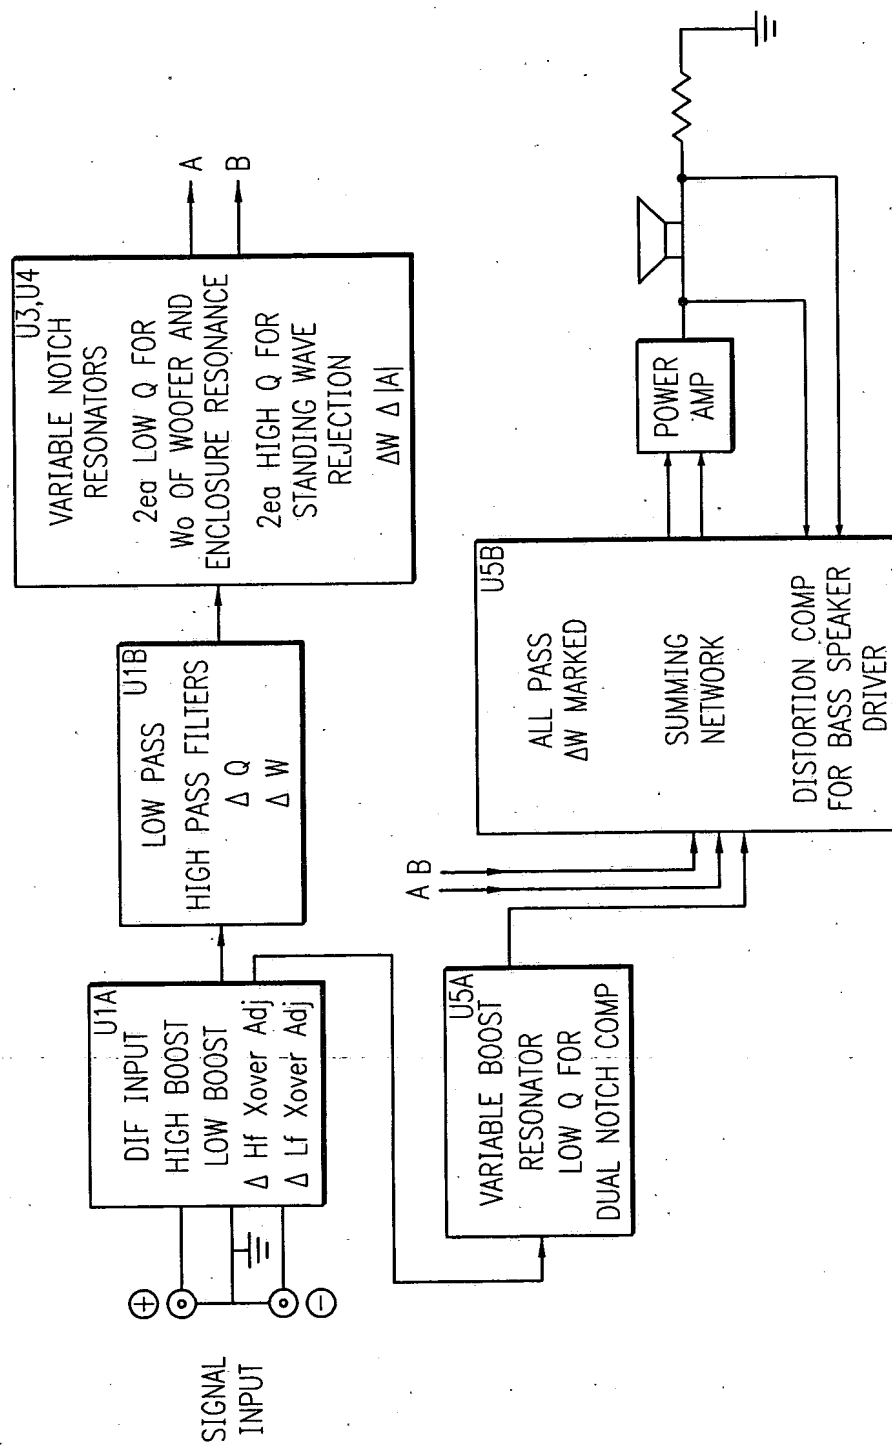 SIGNAL
INPUT
+
−
U1A
DIF INPUT
HIGH BOOST
LOW BOOST
Δ Hf Xover Adj
Δ Lf Xover Adj
U1B
LOW PASS
HIGH PASS FILTERS
Δ Q
Δ W
U3,U4
VARIABLE NOTCH
RESONATORS
2ea LOW Q FOR
Wo OF WOOFER AND
ENCLOSURE RESONANCE
2ea HIGH Q FOR
STANDING WAVE
REJECTION
ΔW Δ |A|
A
B
U5A
VARIABLE BOOST
RESONATOR
LOW Q FOR
DUAL NOTCH COMP
A B
U5B
ALL PASS
ΔW MARKED
SUMMING
NETWORK
DISTORTION COMP
FOR BASS SPEAKER
DRIVER
POWER
AMP